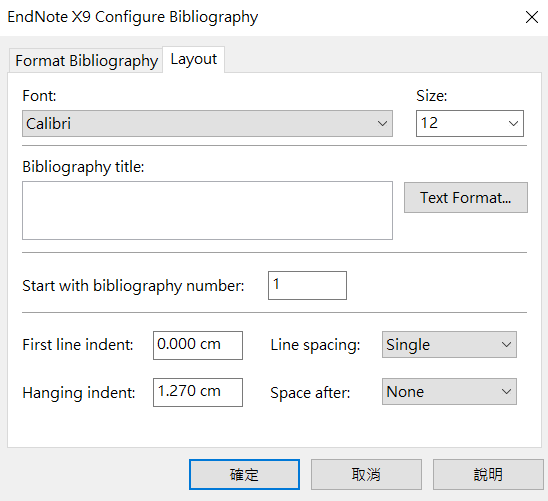 EndNote X9 Configure Bibliography
Format Bibliography Layout
Font: Size:
Calibri 12
Bibliography title:
Text Format...
Start with bibliography number: 1
First line indent: 0.000 cm Line spacing: Single
Hanging indent: 1.270 cm Space after: None
確定 取消 說明